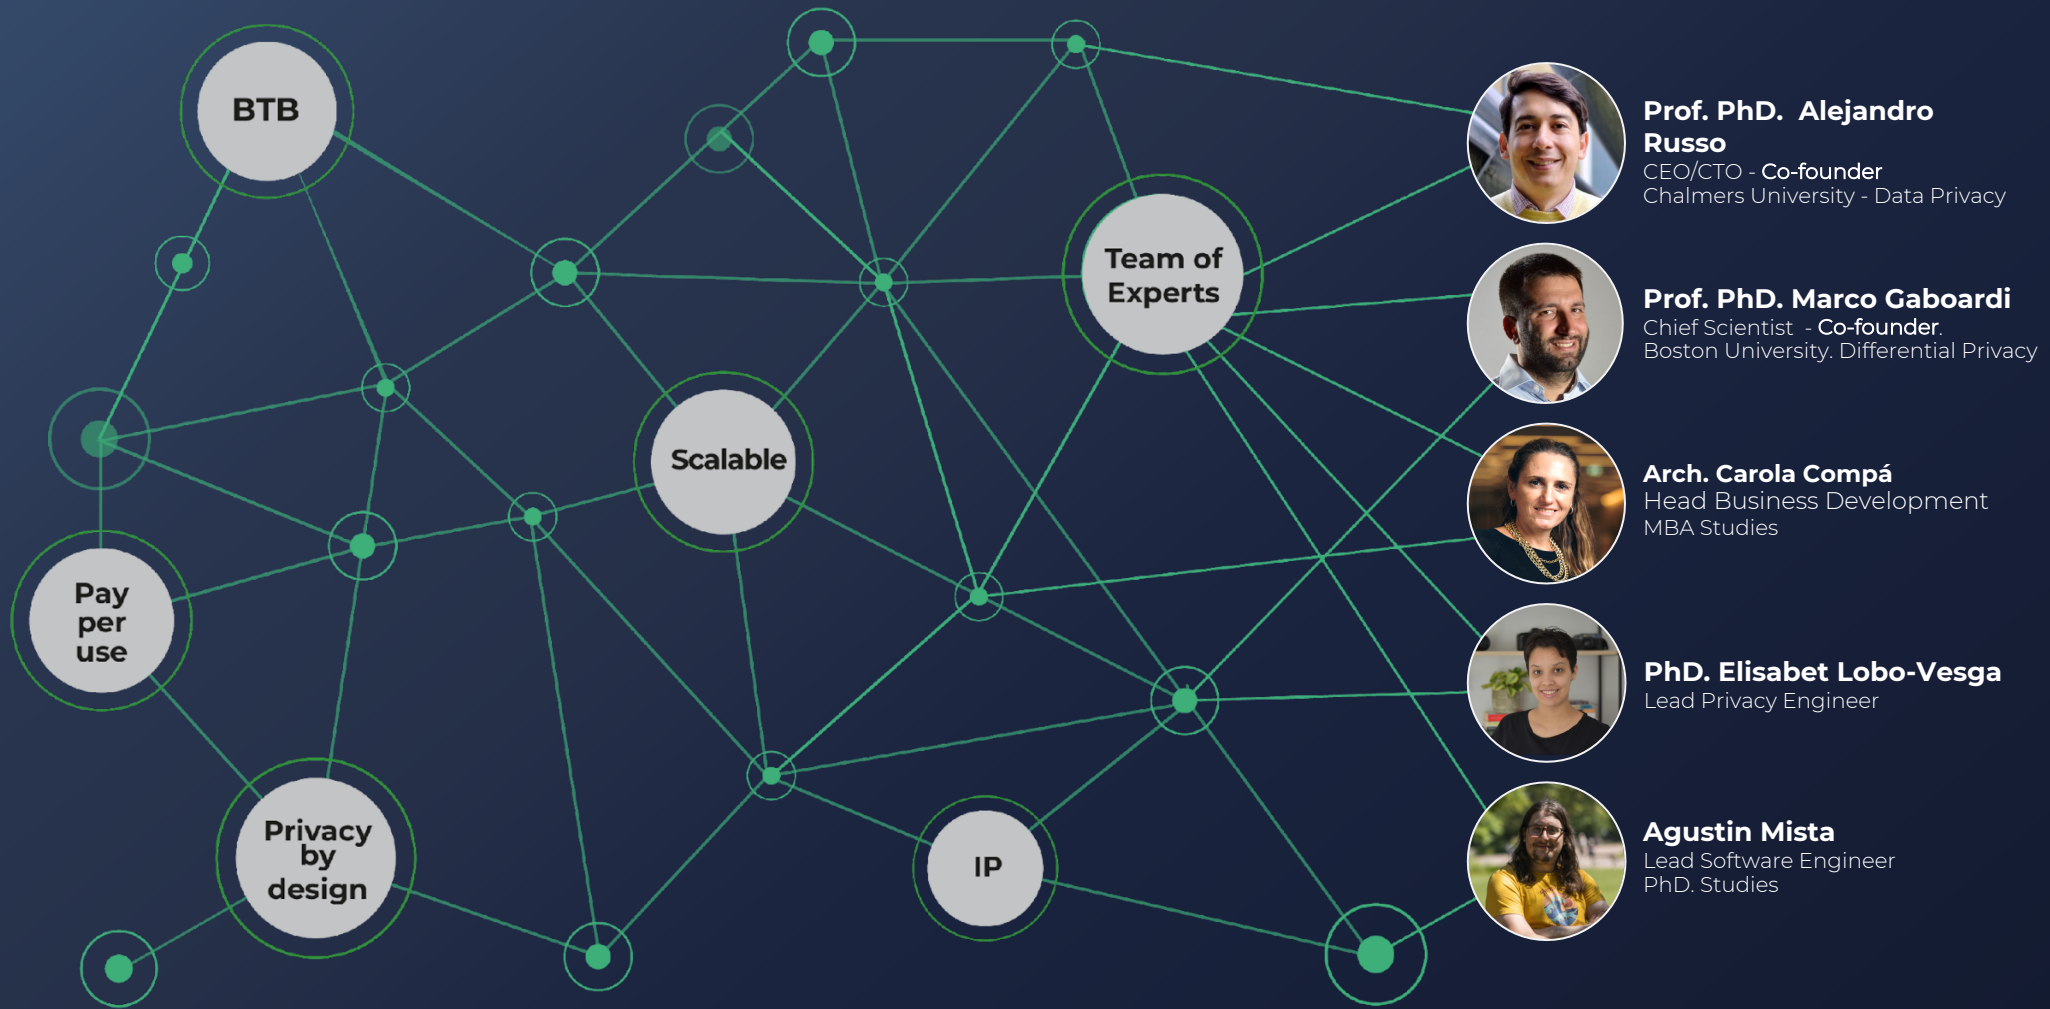 BTB
Team of
Experts
Scalable
Pay
per
use
Privacy
by
design
IP
Prof. PhD.  Alejandro
Russo
CEO/CTO - Co-founder
Chalmers University - Data Privacy
Prof. PhD. Marco Gaboardi
Chief Scientist  - Co-founder.
Boston University. Differential Privacy
Arch. Carola Compá
Head Business Development
MBA Studies
PhD. Elisabet Lobo-Vesga
Lead Privacy Engineer
Agustin Mista
Lead Software Engineer
PhD. Studies